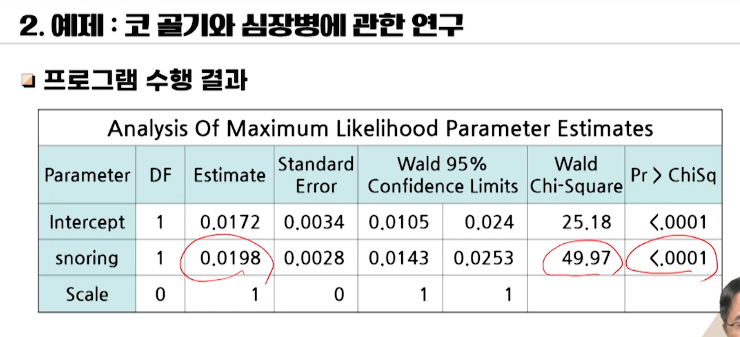 2. 예제 : 코 골기와 심장병에 관한 연구
프로그램 수행 결과
Analysis Of Maximum Likelihood Parameter Estimates
Parameter DF Estimate Standard Error Wald 95% Confidence Limits Wald Chi-Square Pr > ChiSq
Intercept 1 0.0172 0.0034 0.0105 0.024 25.18 <.0001
snoring 1 0.0198 0.0028 0.0143 0.0253 49.97 <.0001
Scale 0 1 0 1 1